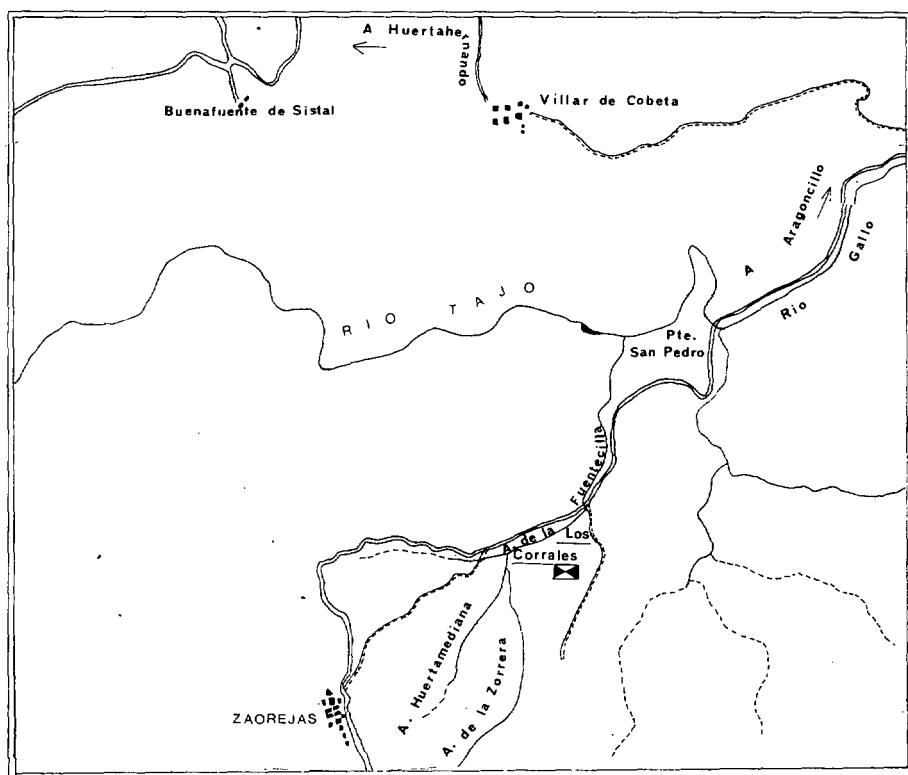 A Huertahe
rnando
Buenafuente de Sistal
Villar de Cobeta
A Aragoncillo
Rio Gallo
RIO TAJO
Pte.
San Pedro
A. de la Fuentecilla
Los
Corrales
A. Huertamediana
A. de la Zorrera
ZAOREJAS